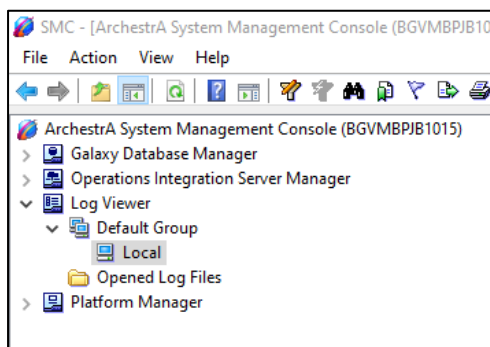 SMC - [ArchestrA System Management Console (BGVMBPJB10
File Action View Help
ArchestrA System Management Console (BGVMBPJB1015)
Galaxy Database Manager
Operations Integration Server Manager
Log Viewer
Default Group
Local
Opened Log Files
Platform Manager